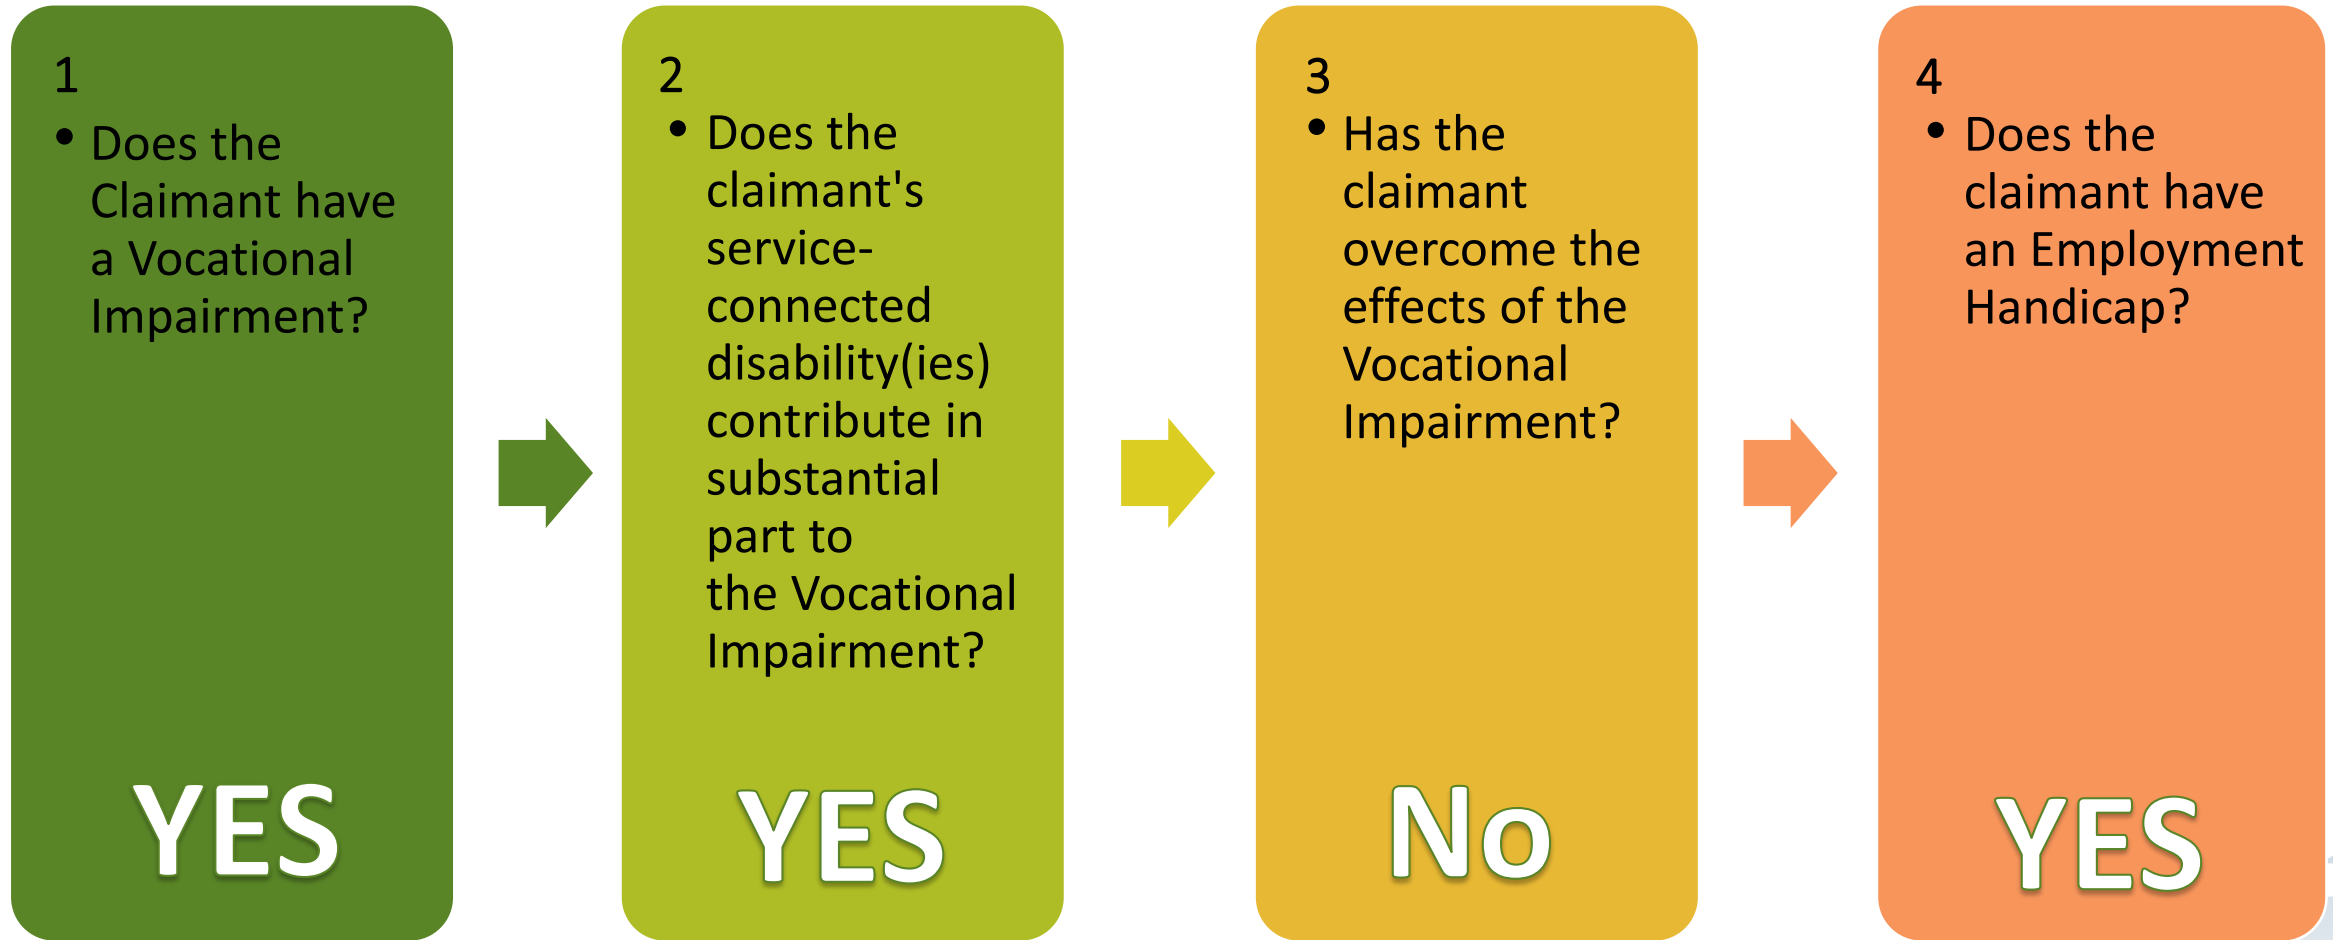 1
• Does the
Claimant have
a Vocational
Impairment?
YES
2
• Does the
claimant's
service-
connected
disability(ies)
contribute in
substantial
part to
the Vocational
Impairment?
YES
3
• Has the
claimant
overcome the
effects of the
Vocational
Impairment?
No
4
• Does the
claimant have
an Employment
Handicap?
YES